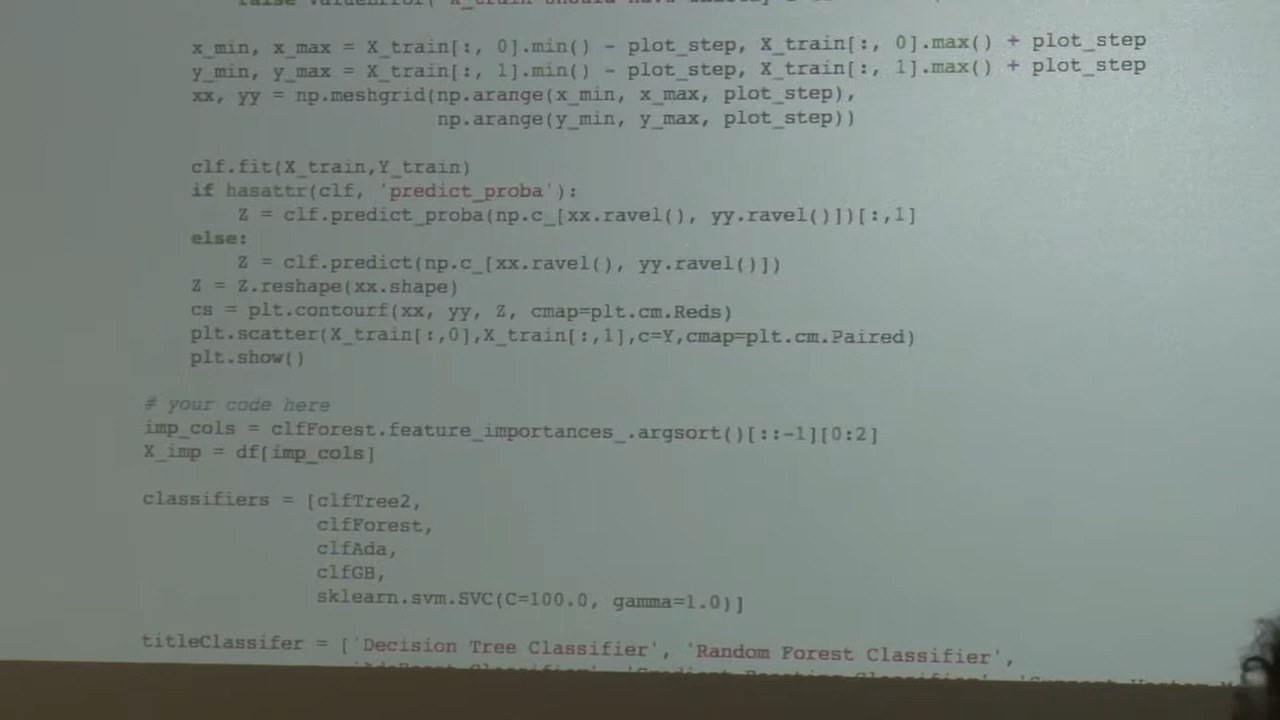 x_min, x_max = X_train[:, 0].min() - plot_step, X_train[:, 0].max() + plot_step
y_min, y_max = X_train[:, 1].min() - plot_step, X_train[:, 1].max() + plot_step
xx, yy = np.meshgrid(np.arange(x_min, x_max, plot_step),
np.arange(y_min, y_max, plot_step))
clf.fit(X_train,Y_train)
if hasattr(clf, 'predict_proba'):
Z = clf.predict_proba(np.c_[xx.ravel(), yy.ravel()])[:,1]
else:
Z = clf.predict(np.c_[xx.ravel(), yy.ravel()])
Z = Z.reshape(xx.shape)
cs = plt.contourf(xx, yy, Z, cmap=plt.cm.Reds)
plt.scatter(X_train[:,0],X_train[:,1],c=Y,cmap=plt.cm.Paired)
plt.show()
# your code here
imp_cols = clfForest.feature_importances_.argsort()[::-1][0:2]
X_imp = df[imp_cols]
classifiers = [clfTree2,
clfForest,
clfAda,
clfGB,
sklearn.svm.SVC(C=100.0, gamma=1.0)]
titleClassifer = ['Decision Tree Classifier', 'Random Forest Classifier',